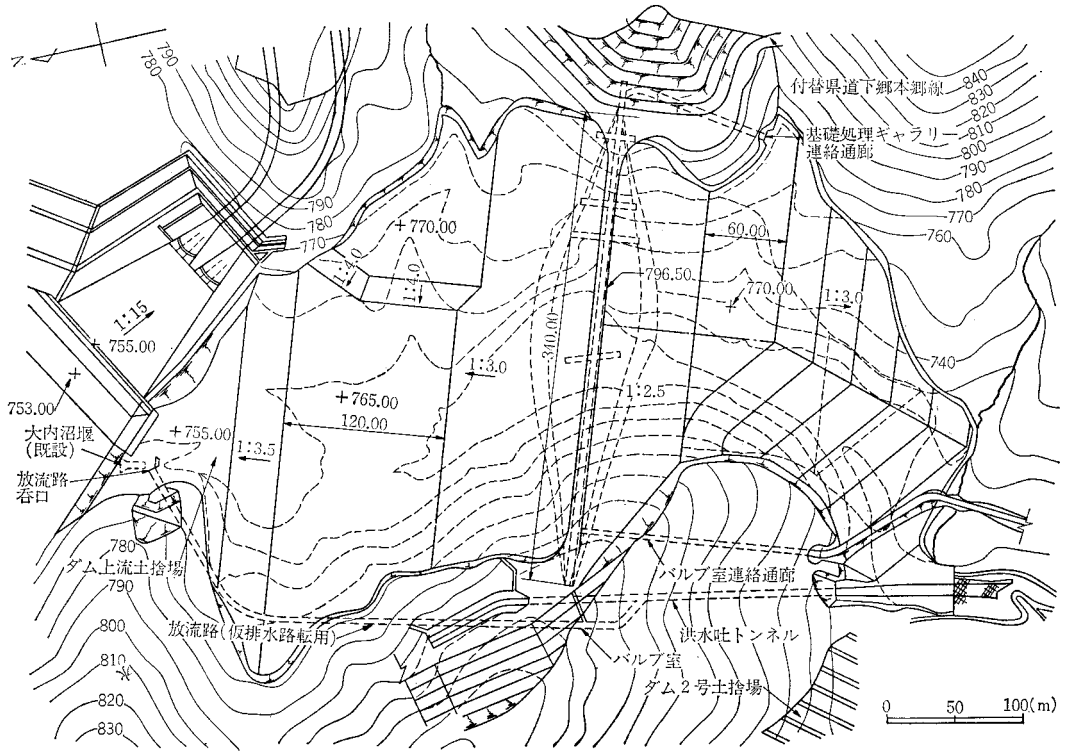 N
790
780
790
780
840
830
820
810
800
790
780
770
760
付替県道下郷本郷線
基礎処理ギャラリー
連絡通廊
790
780
770
+770.00
1:4.0
1:4.0
60.00
796.50
770.00
1:3.0
1:15
755.00
340.00
740
1:3.0
1:2.5
753.00
+765.00
120.00
大内沼堰
(既設)
+755.00
1:3.5
放流路
呑口
780
ダム上流土捨場
790
バルブ室連絡通廊
800
放流路(仮排水路転用)
洪水吐トンネル
810
バルブ室
ダム2号土捨場
820
830
0 50 100(m)